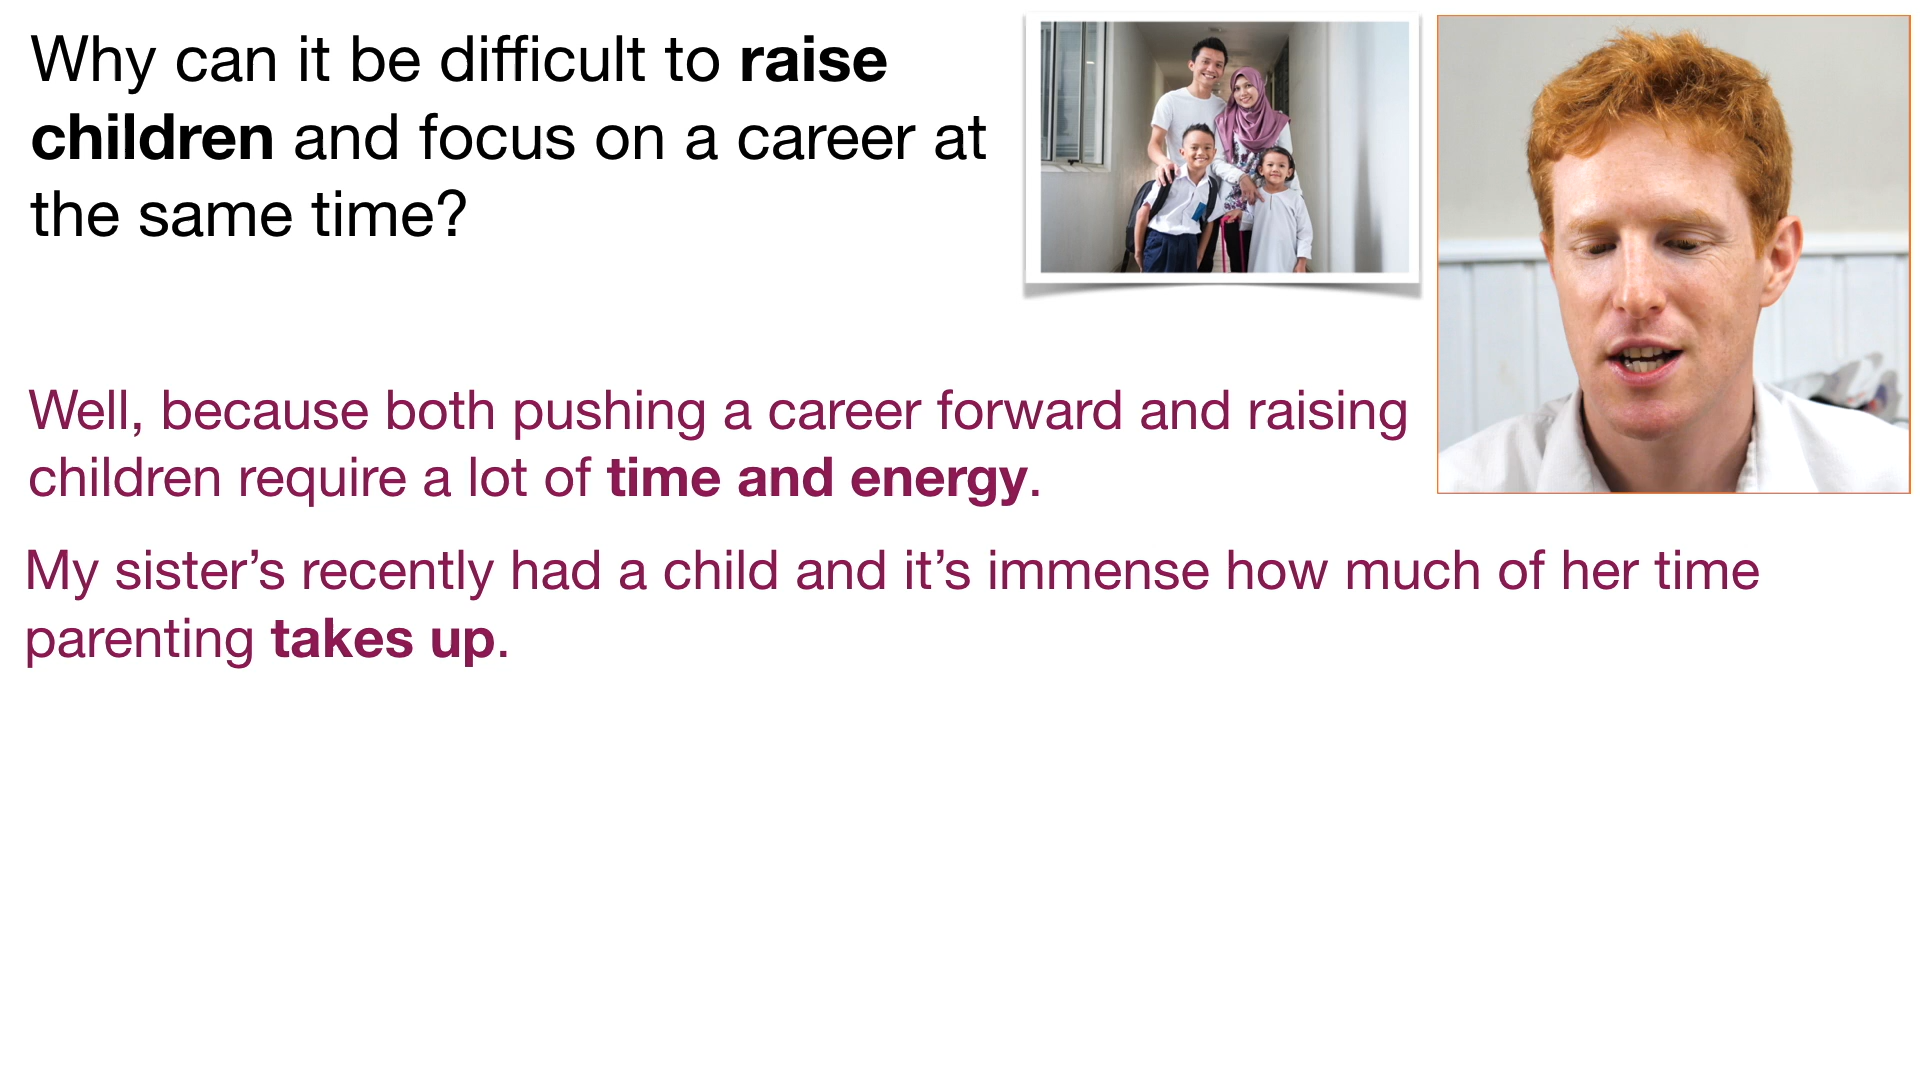 Why can it be difficult to raise
children and focus on a career at
the same time?
Well, because both pushing a career forward and raising
children require a lot of time and energy.
My sister’s recently had a child and it’s immense how much of her time
parenting takes up.